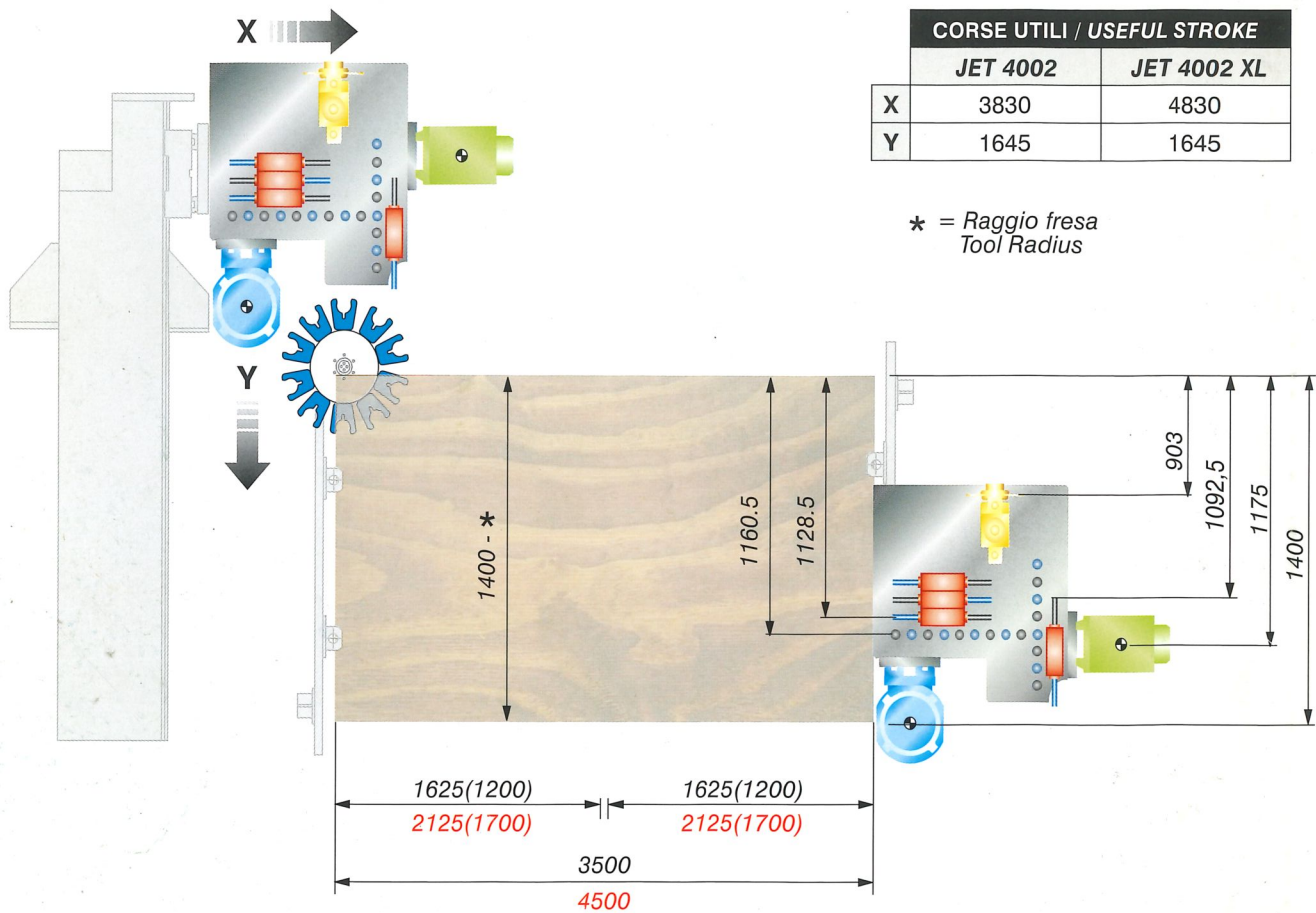 X
CORSE UTILI / USEFUL STROKE
JET 4002 JET 4002 XL
X 3830 4830
Y 1645 1645
* = Raggio fresa
Tool Radius
Y
1400 - *
1160.5
1128.5
903
1092,5
1175
1400
1625(1200) 1625(1200)
2125(1700) 2125(1700)
3500
4500